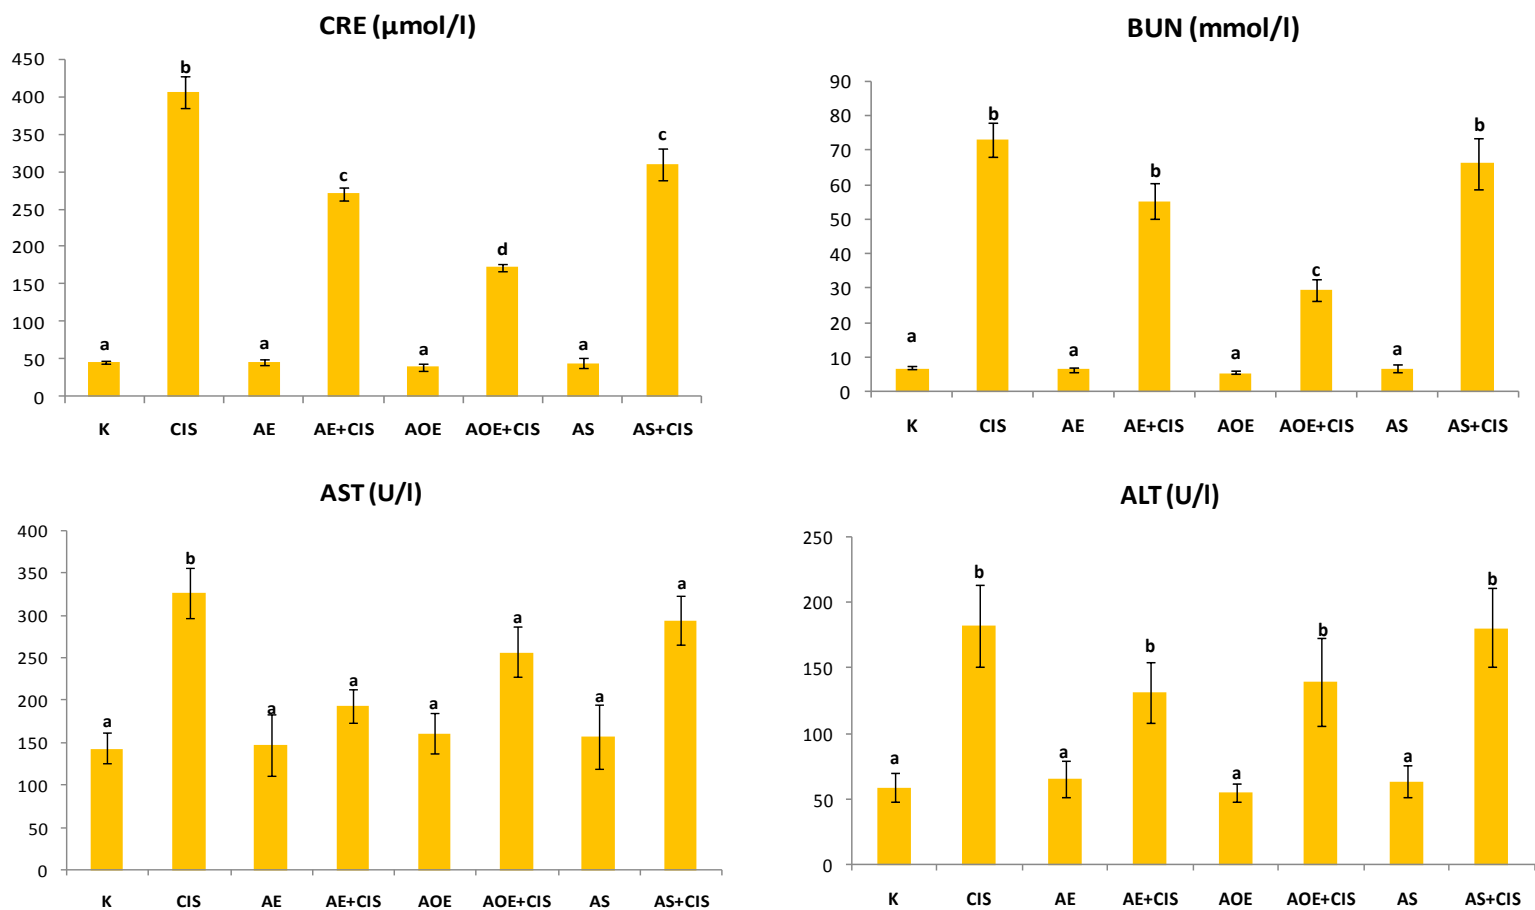 CRE (µmol/l)
450
400
350
300
250
200
150
100
50
0
a
b
a
c
a
d
a
c
K CIS AE AE+CIS AOE AOE+CIS AS AS+CIS
BUN (mmol/l)
90
80
70
60
50
40
30
20
10
0
a
b
a
b
a
c
a
b
K CIS AE AE+CIS AOE AOE+CIS AS AS+CIS
AST (U/l)
400
350
300
250
200
150
100
50
0
a
b
a
a
a
a
a
a
K CIS AE AE+CIS AOE AOE+CIS AS AS+CIS
ALT (U/l)
250
200
150
100
50
0
a
b
a
b
a
b
a
b
K CIS AE AE+CIS AOE AOE+CIS AS AS+CIS